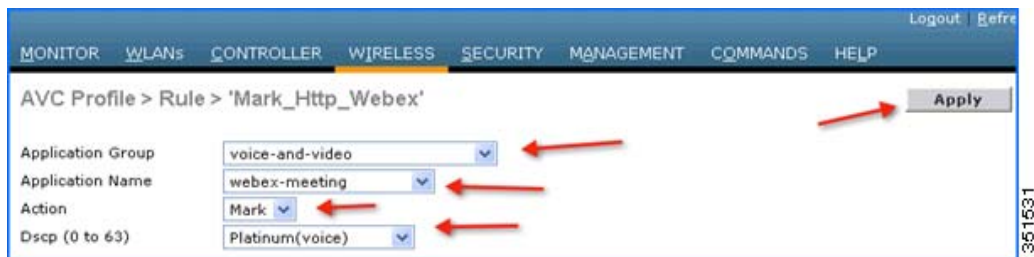 Logout | Refre
MONITOR WLANs CONTROLLER WIRELESS SECURITY MANAGEMENT COMMANDS HELP
AVC Profile > Rule > 'Mark_Http_Webex'
Apply
Application Group voice-and-video
Application Name webex-meeting
Action Mark
Dscp (0 to 63) Platinum(voice)
351531